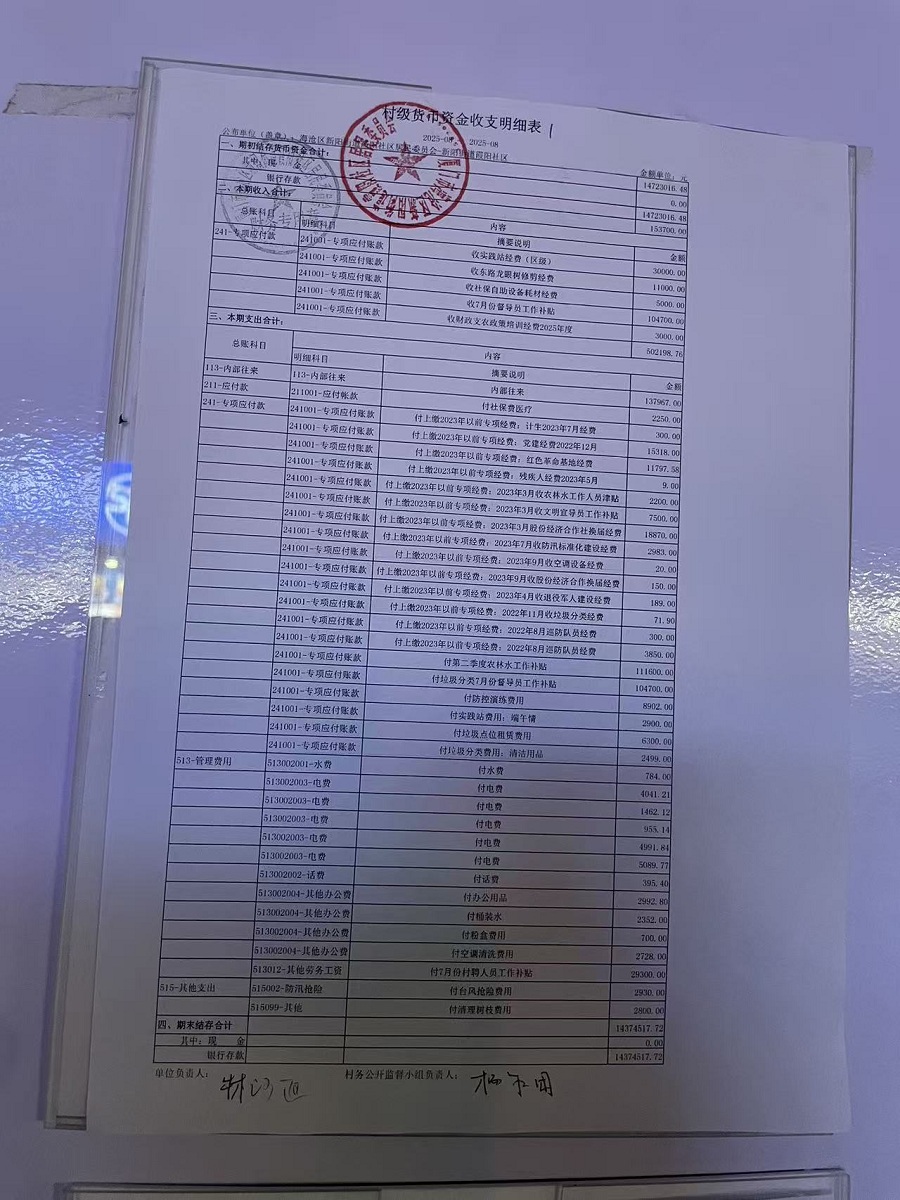 村级货币资金收支明细表
2025-08 2025-08
公布单位（盖章）：海沧区新阳街道霞阳社区居民委员会-新阳街道霞阳社区 金额单位：元
一、期初结存货币资金合计： 14723016.48
其中：现 金 0.00
银行存款 14723016.48
二、本期收入合计： 153700.00
总账科目 内容
明细科目 摘要说明 金额
241-专项应付款 241001-专项应付账款 收实践站经费（区级） 30000.00
241001-专项应付账款 收东路龙眼树修剪经费 11000.00
241001-专项应付账款 收社保自助设备耗材经费 5000.00
241001-专项应付账款 收7月份督导员工作补贴 104700.00
241001-专项应付账款 收财政支农政策培训经费2025年度 3000.00
三、本期支出合计： 502198.76
总账科目 内容
明细科目 摘要说明 金额
113-内部往来 113-内部往来 内部往来 137967.00
211-应付款 211001-应付帐款 付社保费医疗 2250.00
241-专项应付款 241001-专项应付账款 付上缴2023年以前专项经费：计生2023年7月经费 300.00
241001-专项应付账款 付上缴2023年以前专项经费：党建经费2022年12月 15318.00
241001-专项应付账款 付上缴2023年以前专项经费：红色革命基地经费 11797.58
241001-专项应付账款 付上缴2023年以前专项经费：残疾人经费2023年5月 9.00
241001-专项应付账款 付上缴2023年以前专项经费：2023年3月收农林水工作人员津贴 2200.00
241001-专项应付账款 付上缴2023年以前专项经费：2023年3月收文明宣导员工作补贴 7500.00
241001-专项应付账款 付上缴2023年以前专项经费：2023年3月股份经济合作社换届经费 18870.00
241001-专项应付账款 付上缴2023年以前专项经费：2023年7月收防汛标准化建设经费 2983.00
241001-专项应付账款 付上缴2023年以前专项经费：2023年9月收空调设备经费 20.00
241001-专项应付账款 付上缴2023年以前专项经费：2023年9月收股份经济合作换届经费 150.00
241001-专项应付账款 付上缴2023年以前专项经费：2023年4月收退役军人建设经费 189.00
241001-专项应付账款 付上缴2023年以前专项经费：2022年11月收垃圾分类经费 71.90
241001-专项应付账款 付上缴2023年以前专项经费：2022年8月巡防队员经费 300.00
241001-专项应付账款 付上缴2023年以前专项经费：2022年8月巡防队员经费 3850.00
241001-专项应付账款 付第二季度农林水工作补贴 111600.00
241001-专项应付账款 付垃圾分类7月份督导员工作补贴 104700.00
241001-专项应付账款 付防控演练费用 8902.00
241001-专项应付账款 付实践站费用：端午情 2900.00
241001-专项应付账款 付垃圾点位租赁费用 6300.00
241001-专项应付账款 付垃圾分类费用：清洁用品 2499.00
513-管理费用 513002001-水费 付水费 784.00
513002003-电费 付电费 4041.21
513002003-电费 付电费 1462.12
513002003-电费 付电费 955.14
513002003-电费 付电费 4991.84
513002003-电费 付电费 5089.77
513002002-话费 付话费 395.40
513002004-其他办公费 付办公用品 2992.80
513002004-其他办公费 付桶装水 2352.00
513002004-其他办公费 付粉盒费用 700.00
513002004-其他办公费 付空调清洗费用 2728.00
513012-其他劳务工资 付7月份村聘人员工作补贴 29300.00
515-其他支出 515002-防汛抢险 付台风抢险费用 2930.00
515099-其他 付清理树枝费用 2800.00
四、期末结存合计 14374517.72
其中：现 金 0.00
银行存款 14374517.72
单位负责人： 村务公开监督小组负责人：